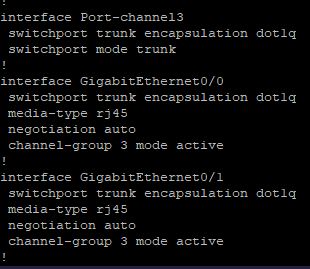 !
interface Port-channel3
 switchport trunk encapsulation dot1q
 switchport mode trunk
!
interface GigabitEthernet0/0
 switchport trunk encapsulation dot1q
 media-type rj45
 negotiation auto
 channel-group 3 mode active
!
interface GigabitEthernet0/1
 switchport trunk encapsulation dot1q
 media-type rj45
 negotiation auto
 channel-group 3 mode active
!